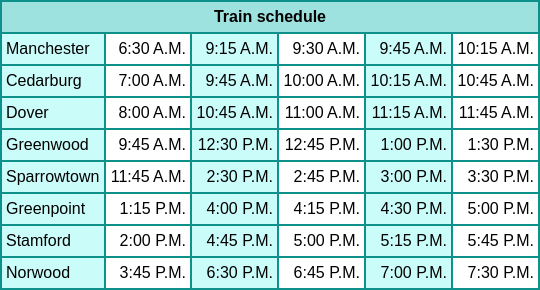 Train schedule
Manchester 6:30 A.M. 9:15 A.M. 9:30 A.M. 9:45 A.M. 10:15 A.M.
Cedarburg 7:00 A.M. 9:45 A.M. 10:00 A.M. 10:15 A.M. 10:45 A.M.
Dover 8:00 A.M. 10:45 A.M. 11:00 A.M. 11:15 A.M. 11:45 A.M.
Greenwood 9:45 A.M. 12:30 P.M. 12:45 P.M. 1:00 P.M. 1:30 P.M.
Sparrowtown 11:45 A.M. 2:30 P.M. 2:45 P.M. 3:00 P.M. 3:30 P.M.
Greenpoint 1:15 P.M. 4:00 P.M. 4:15 P.M. 4:30 P.M. 5:00 P.M.
Stamford 2:00 P.M. 4:45 P.M. 5:00 P.M. 5:15 P.M. 5:45 P.M.
Norwood 3:45 P.M. 6:30 P.M. 6:45 P.M. 7:00 P.M. 7:30 P.M.